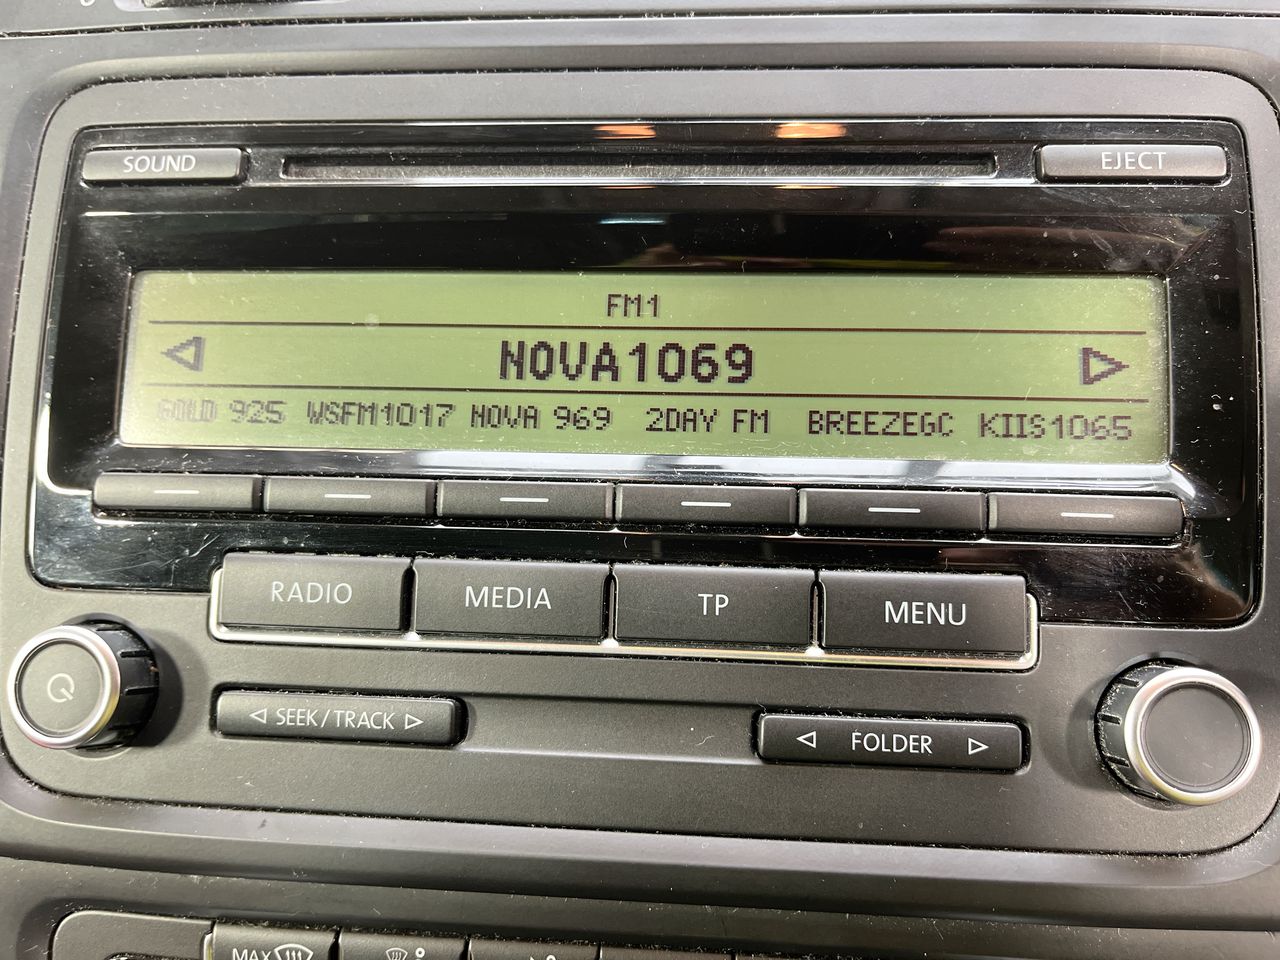 SOUND
EJECT
FM1
NOVA1069
GOLD 925 WSFM1017 NOVA 969 2DAY FM BREEZEGC KIIS1065
RADIO MEDIA TP MENU
SEEK/TRACK
FOLDER
MAX